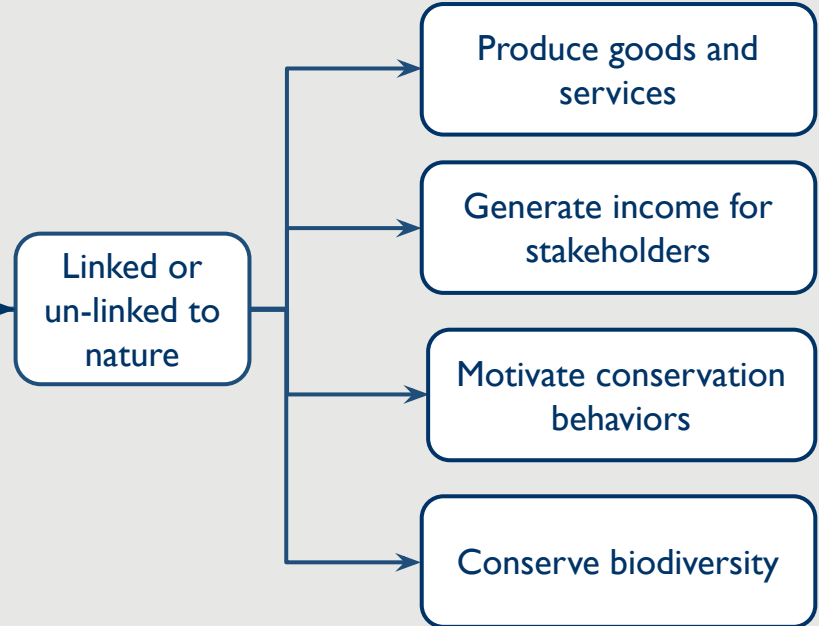 Produce goods and
services
Generate income for
stakeholders
Linked or
un-linked to
nature
Motivate conservation
behaviors
Conserve biodiversity